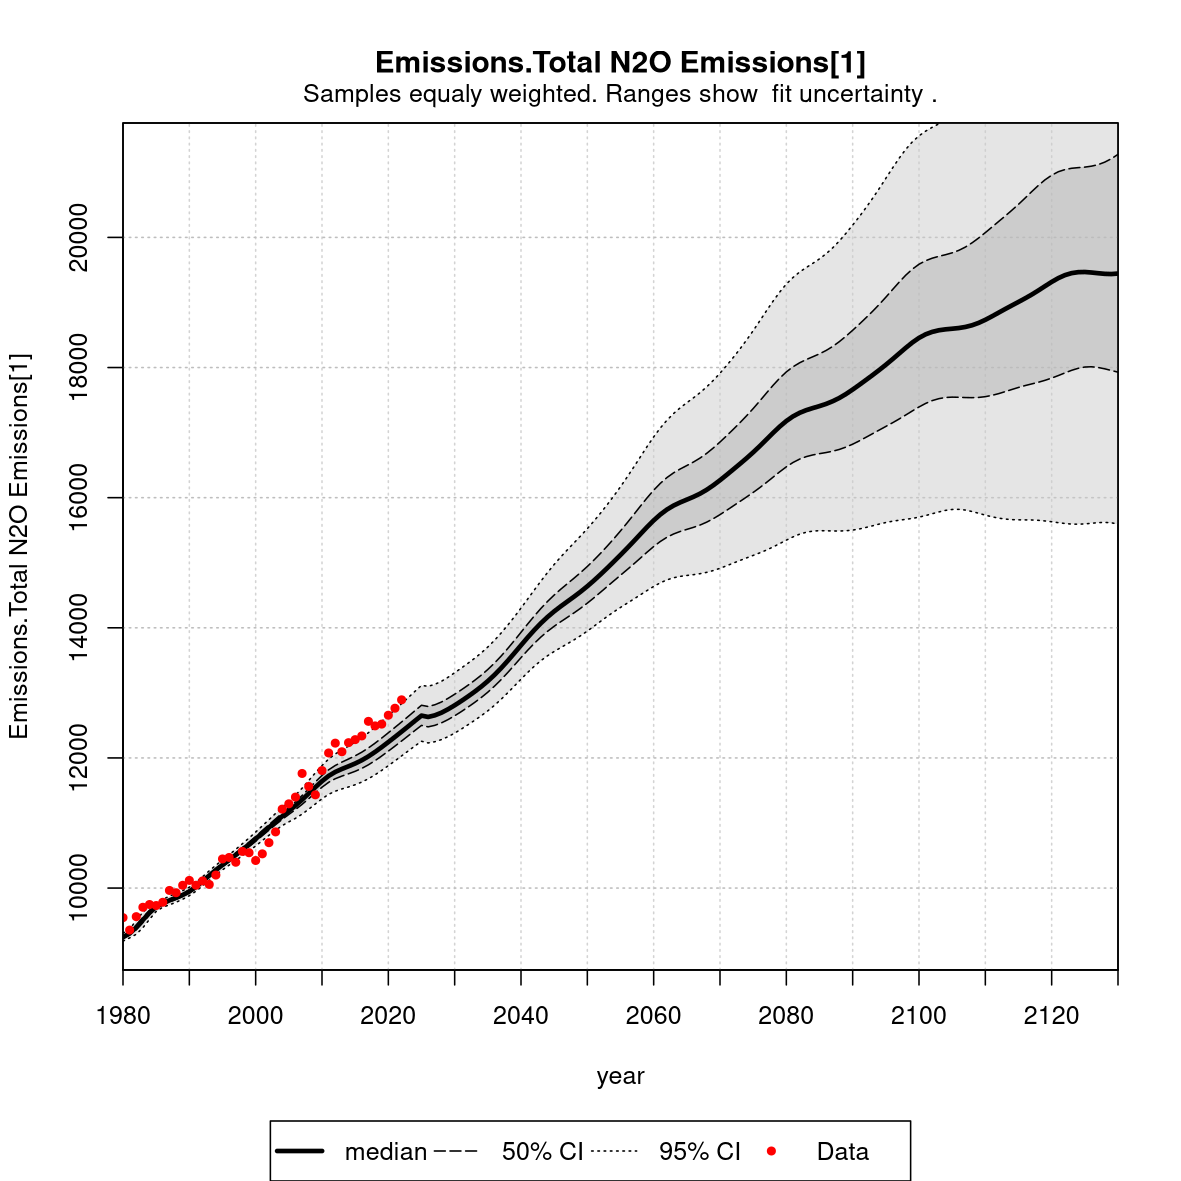 Emissions.Total N2O Emissions[1]
Samples equaly weighted. Ranges show  fit uncertainty .
Emissions.Total N2O Emissions[1]
20000
18000
16000
14000
12000
10000
1980 2000 2020 2040 2060 2080 2100 2120
year
median 50% CI 95% CI Data